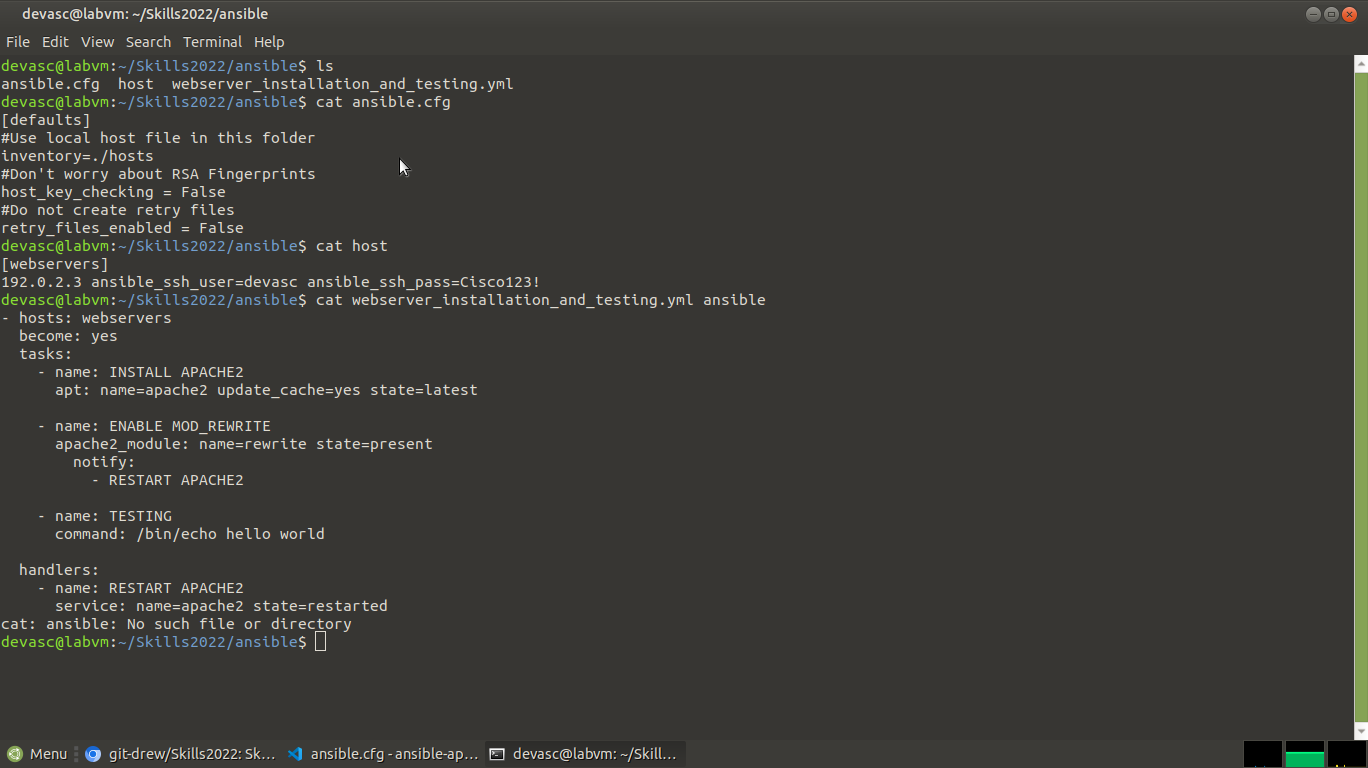 devasc@labvm: ~/Skills2022/ansible
File Edit View Search Terminal Help
devasc@labvm:~/Skills2022/ansible$ ls
ansible.cfg  host  webserver_installation_and_testing.yml
devasc@labvm:~/Skills2022/ansible$ cat ansible.cfg
[defaults]
#Use local host file in this folder
inventory=./hosts
#Don't worry about RSA Fingerprints
host_key_checking = False
#Do not create retry files
retry_files_enabled = False
devasc@labvm:~/Skills2022/ansible$ cat host
[webservers]
192.0.2.3 ansible_ssh_user=devasc ansible_ssh_pass=Cisco123!
devasc@labvm:~/Skills2022/ansible$ cat webserver_installation_and_testing.yml ansible
- hosts: webservers
  become: yes
  tasks:
    - name: INSTALL APACHE2
      apt: name=apache2 update_cache=yes state=latest

    - name: ENABLE MOD_REWRITE
      apache2_module: name=rewrite state=present
        notify:
          - RESTART APACHE2

    - name: TESTING
      command: /bin/echo hello world

  handlers:
    - name: RESTART APACHE2
      service: name=apache2 state=restarted
cat: ansible: No such file or directory
devasc@labvm:~/Skills2022/ansible$
Menu git-drew/Skills2022: Sk... ansible.cfg - ansible-ap... devasc@labvm: ~/Skill...